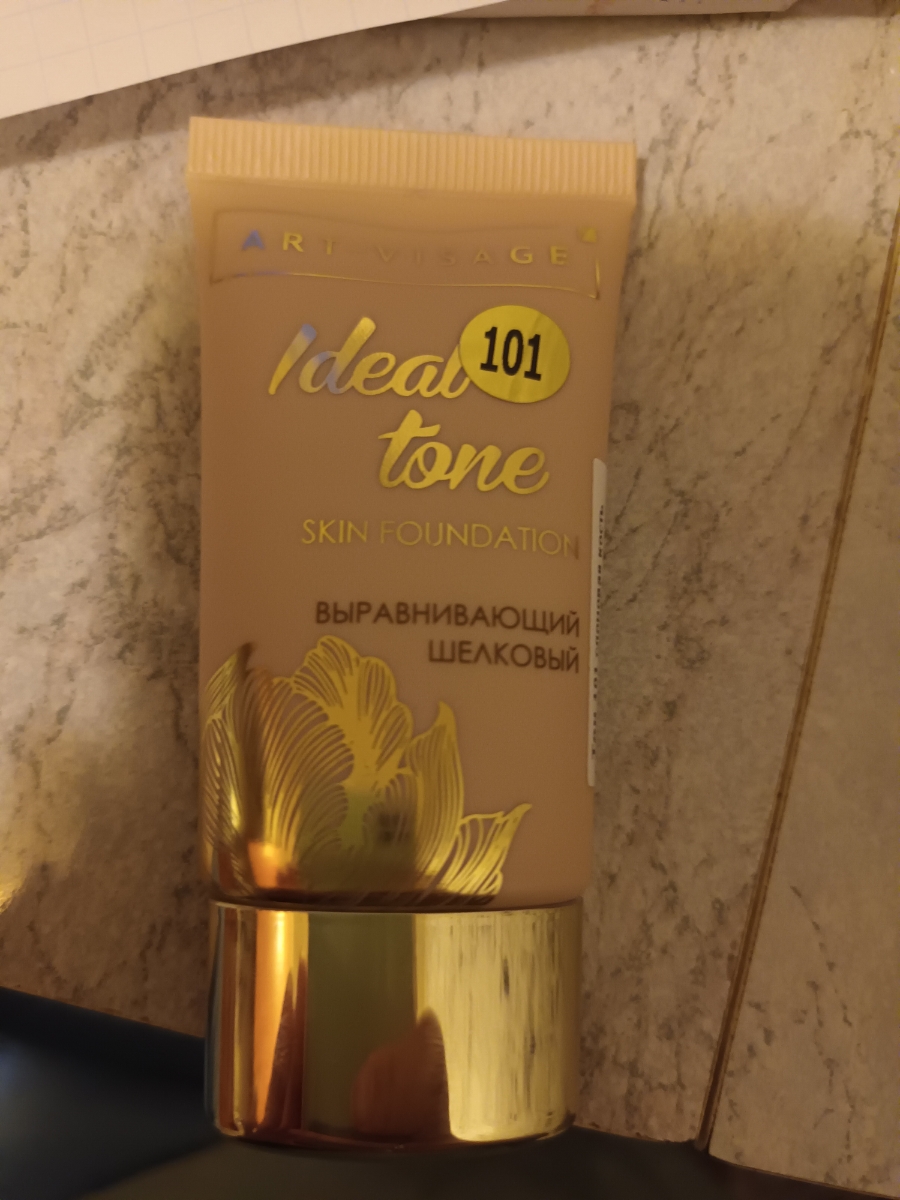 ART-VISAGE
Ideal
101
tone
SKIN FOUNDATION
ВЫРАВНИВАЮЩИЙ
ШЕЛКОВЫЙ